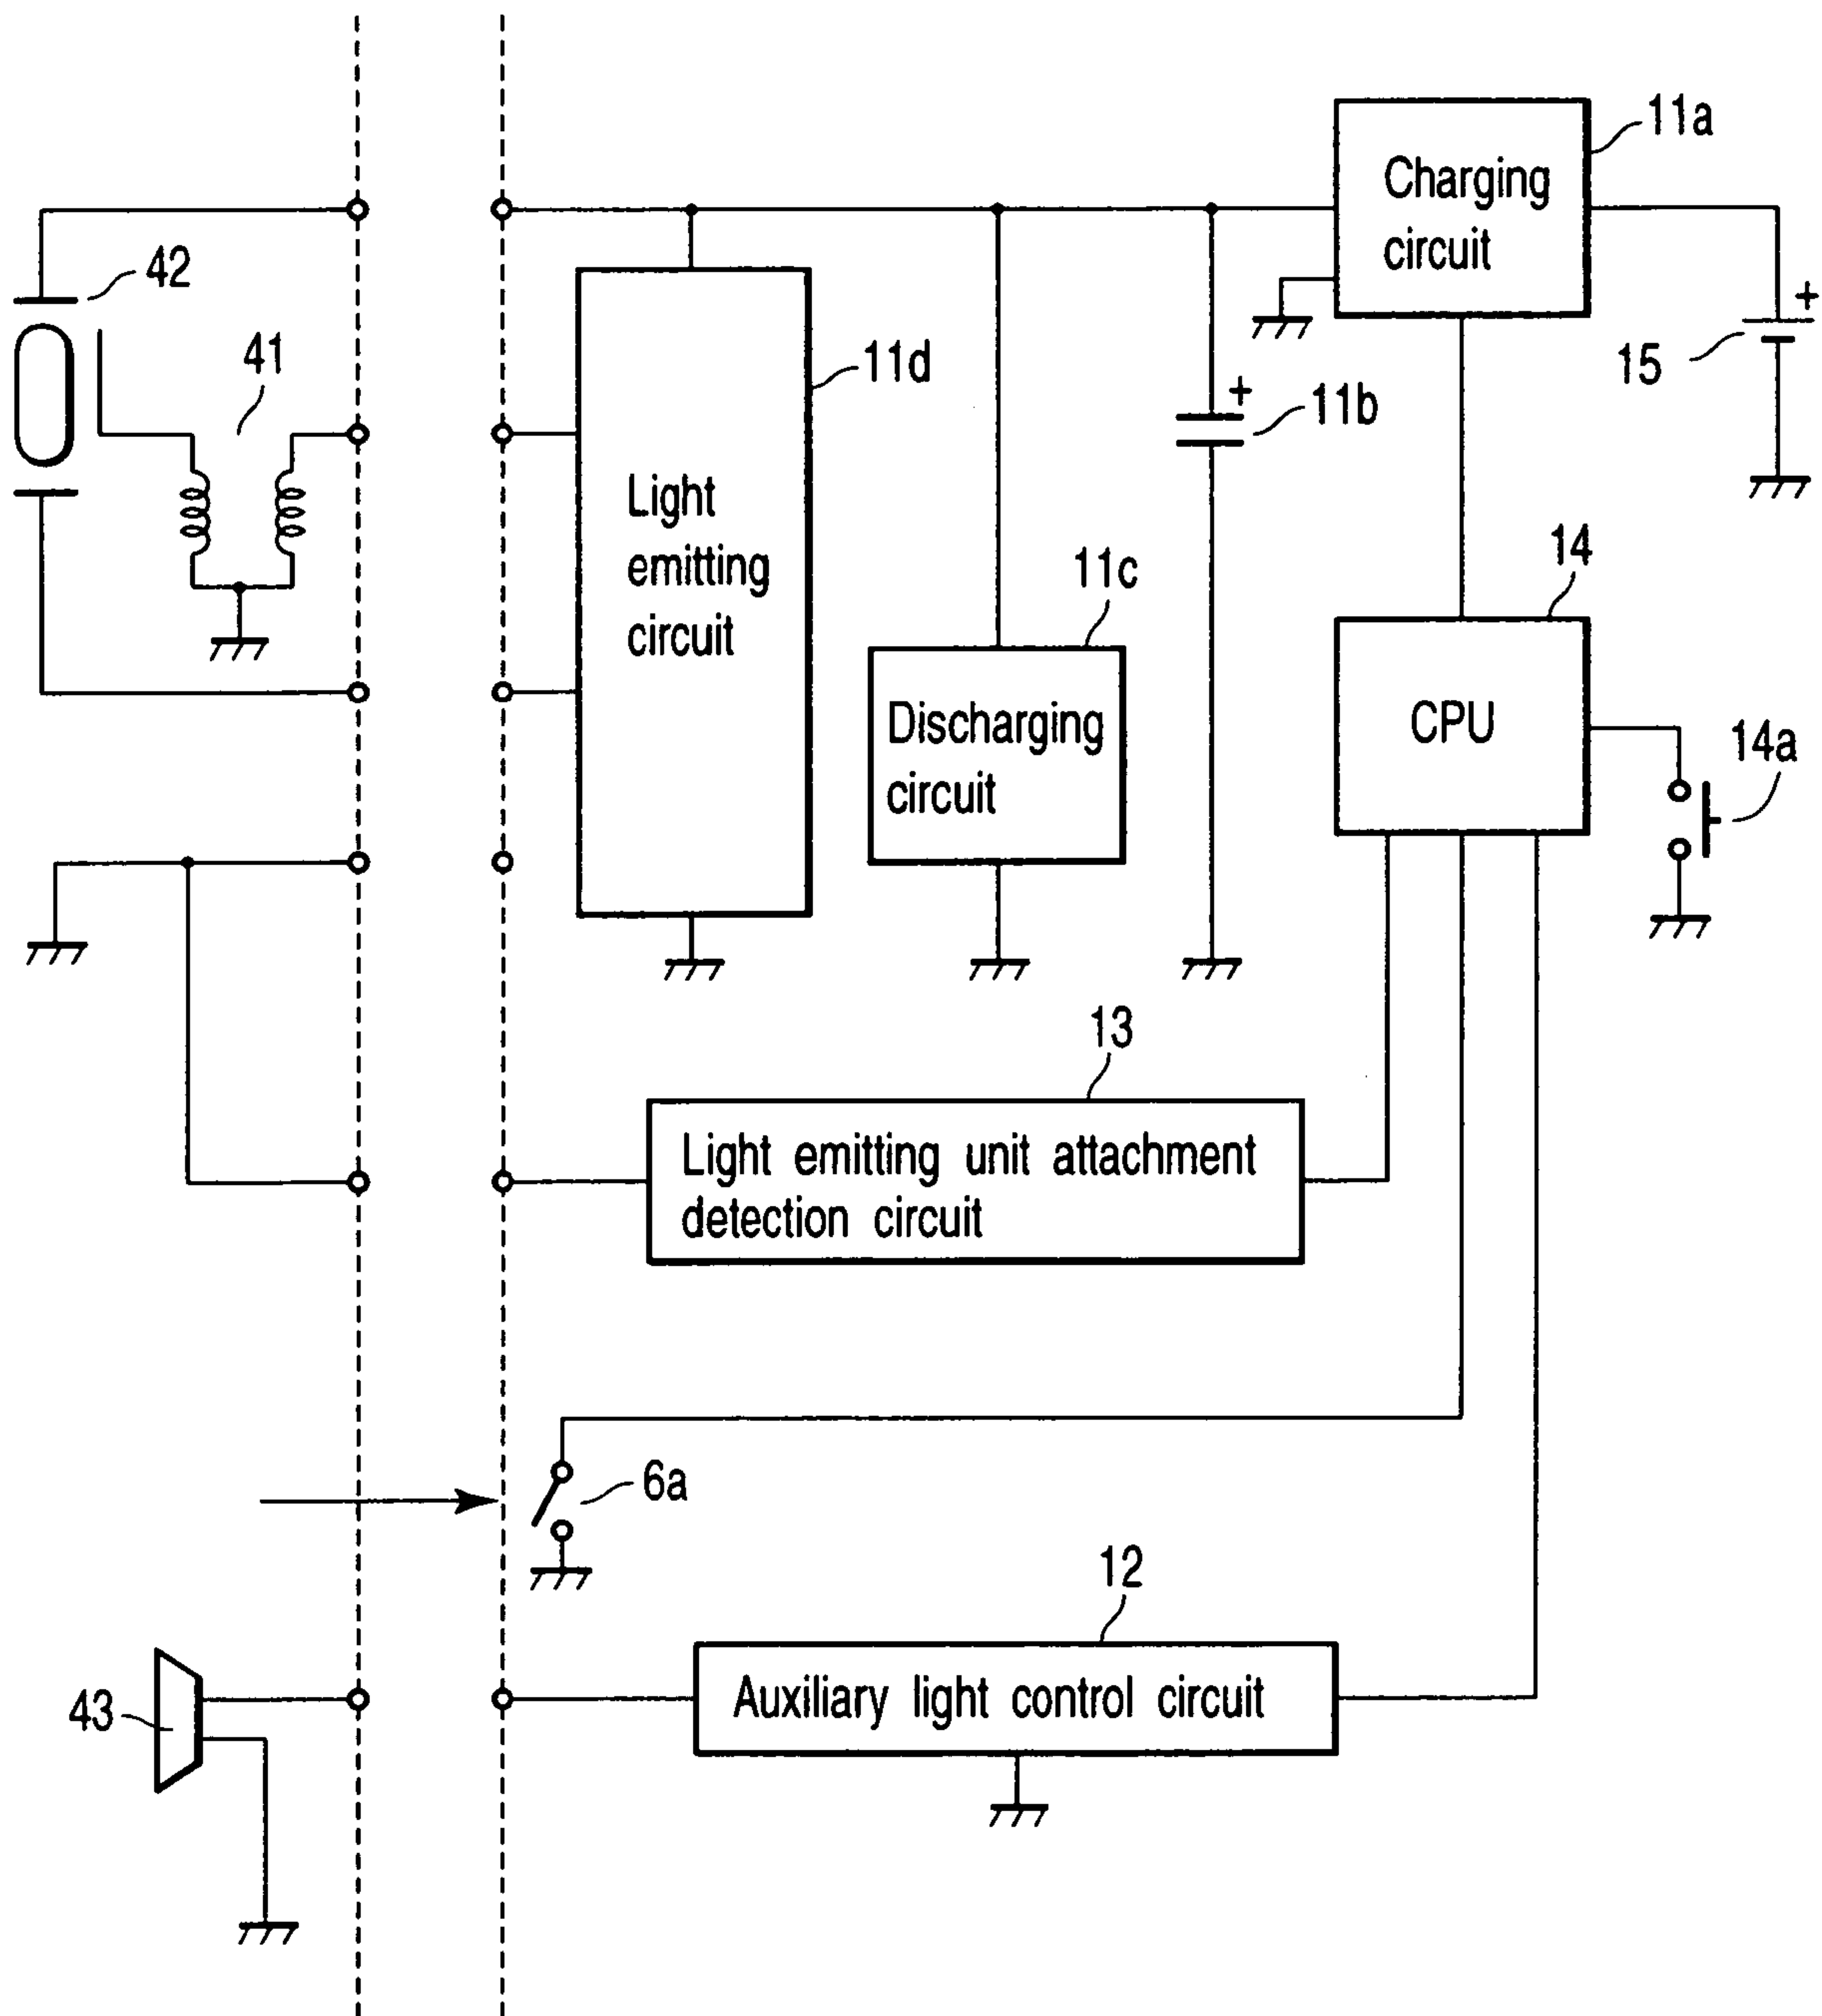 11a
Charging
circuit
42
+
15
41
11d
+
11b
Light
emitting
circuit
14
11c
CPU
Discharging
circuit
14a
13
Light emitting unit attachment
detection circuit
6a
12
43
Auxiliary light control circuit